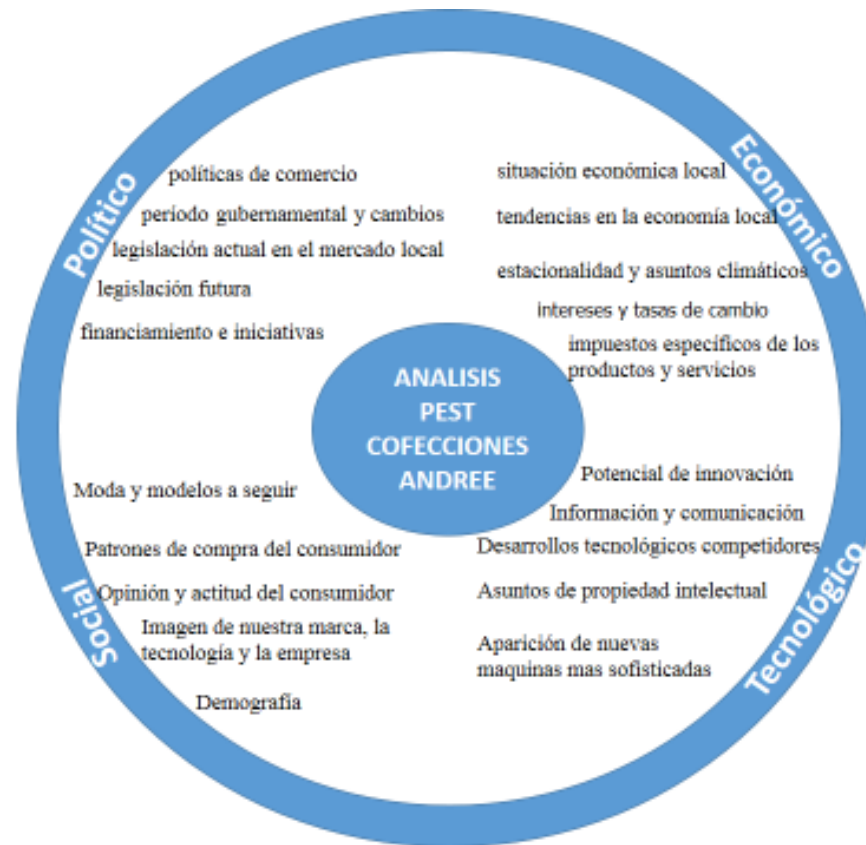 Político
políticas de comercio
período gubernamental y cambios
legislación actual en el mercado local
legislación futura
financiamiento e iniciativas
Económico
situación económica local
tendencias en la economía local
estacionalidad y asuntos climáticos
intereses y tasas de cambio
impuestos específicos de los
productos y servicios
ANALISIS
PEST
COFECCIONES
ANDREE
Social
Moda y modelos a seguir
Patrones de compra del consumidor
Opinión y actitud del consumidor
Imagen de nuestra marca, la
tecnología y la empresa
Demografía
Tecnológico
Potencial de innovación
Información y comunicación
Desarrollos tecnológicos competidores
Asuntos de propiedad intelectual
Aparición de nuevas
maquinas mas sofisticadas